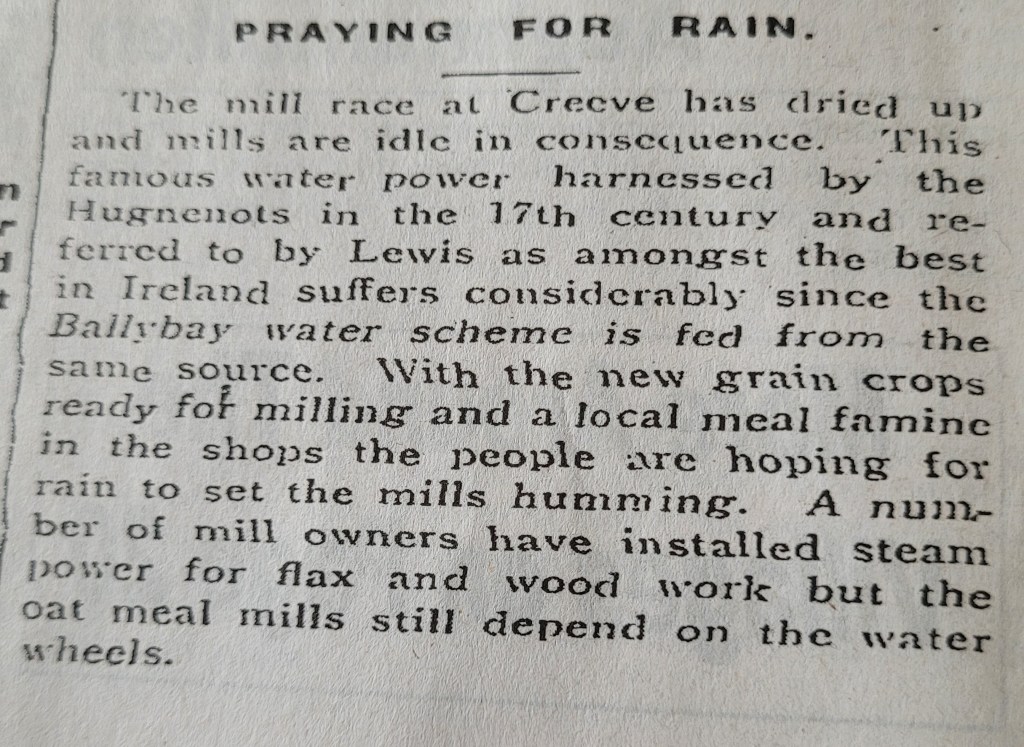 PRAYING FOR RAIN.
The mill race at Creeve has dried up
and mills are idle in consequence. This
famous water power harnessed by the
Hugnenots in the 17th century and re-
ferred to by Lewis as amongst the best
in Ireland suffers considerably since the
Ballybay water scheme is fed from the
same source. With the new grain crops
ready for milling and a local meal famine
in the shops the people are hoping for
rain to set the mills humming. A num-
ber of mill owners have installed steam
power for flax and wood work but the
oat meal mills still depend on the water
wheels.